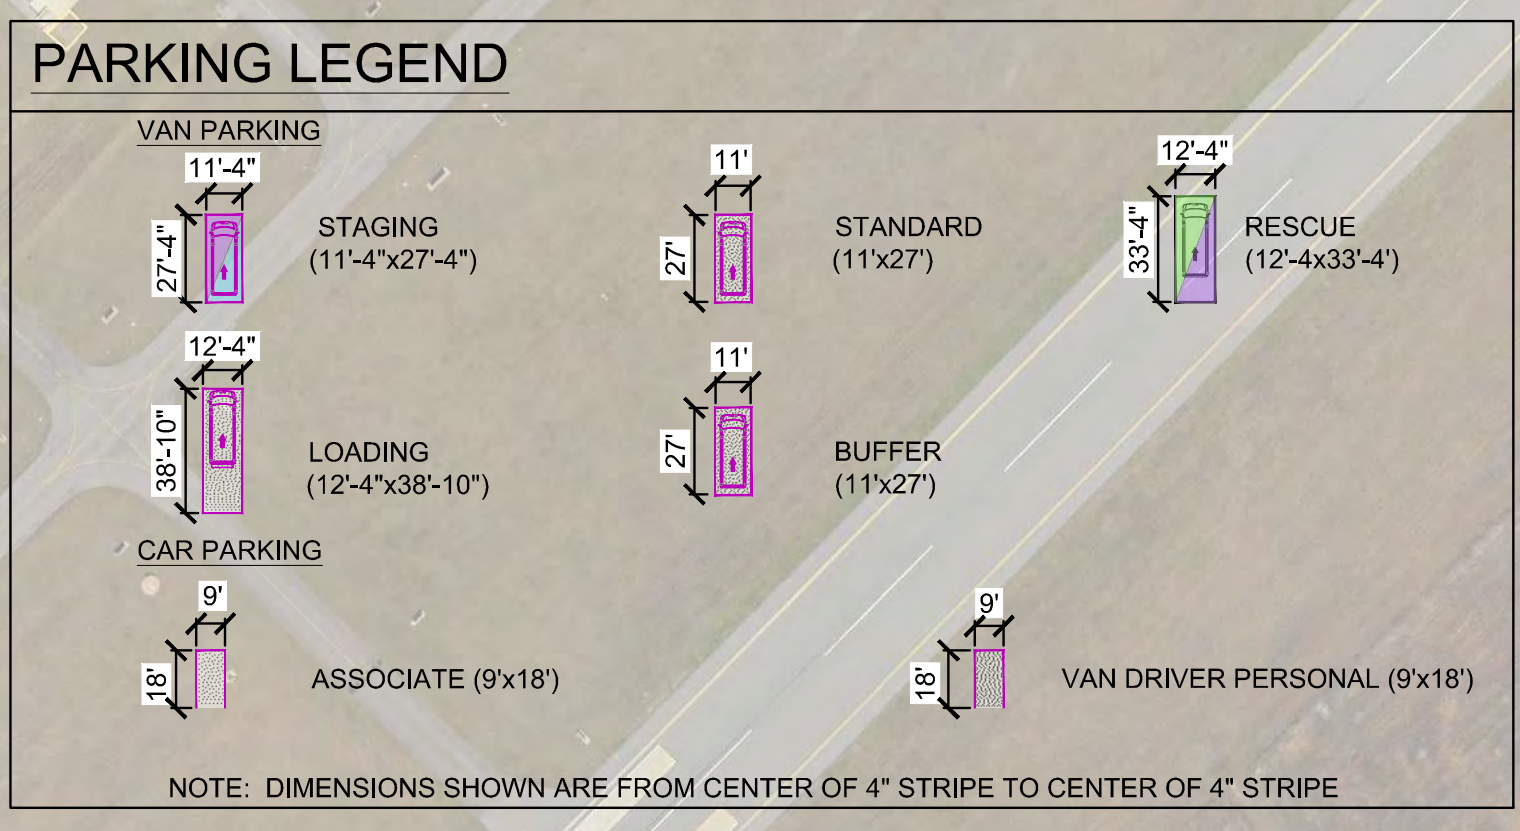 PARKING LEGEND
VAN PARKING
11'-4"
27'-4"
STAGING
(11'-4"x27'-4")
11'
27'
STANDARD
(11'x27')
12'-4"
33'-4"
RESCUE
(12'-4x33'-4')
12'-4"
38'-10"
LOADING
(12'-4"x38'-10")
11'
27'
BUFFER
(11'x27')
CAR PARKING
9'
18'
ASSOCIATE (9'x18')
9'
18'
VAN DRIVER PERSONAL (9'x18')
NOTE: DIMENSIONS SHOWN ARE FROM CENTER OF 4" STRIPE TO CENTER OF 4" STRIPE